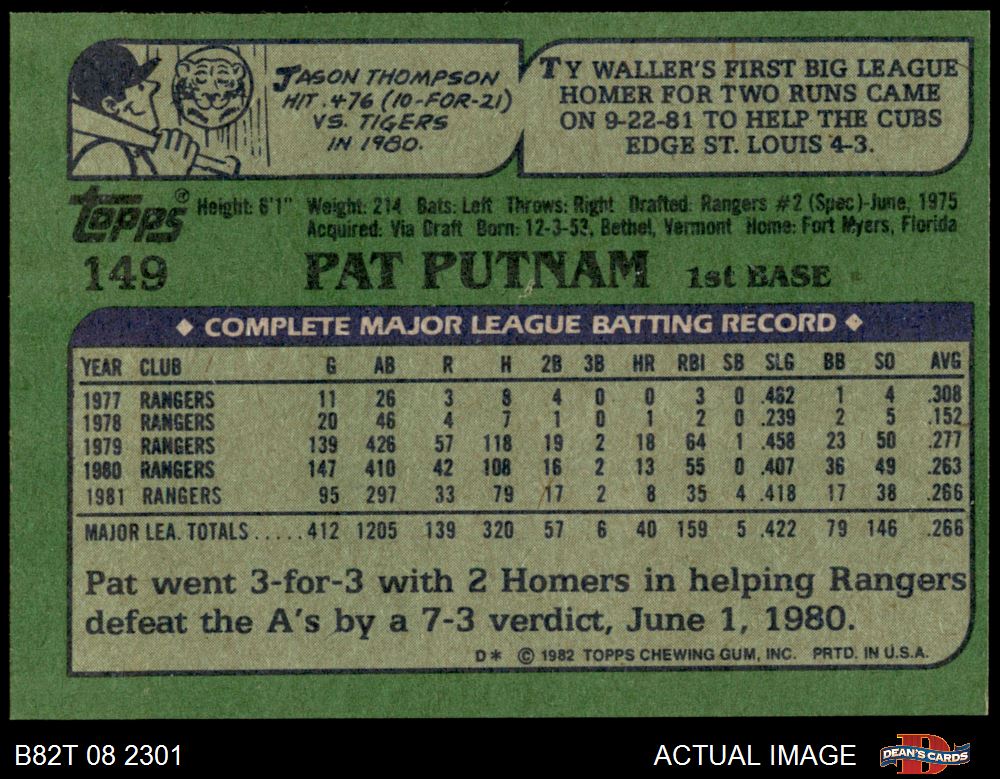 JASON THOMPSON
HIT .476 (10-FOR-21)
VS. TIGERS
IN 1980.
TY WALLER'S FIRST BIG LEAGUE
HOMER FOR TWO RUNS CAME
ON 9-22-81 TO HELP THE CUBS
EDGE ST. LOUIS 4-3.
TOPPS®
Height: 6'1" Weight: 214 Bats: Left Throws: Right Drafted: Rangers #2 (Spec)-June, 1975
Acquired: Via Draft Born: 12-3-53, Bethel, Vermont Home: Fort Myers, Florida
149 PAT PUTNAM 1st BASE
◆ COMPLETE MAJOR LEAGUE BATTING RECORD ◆
YEAR CLUB G AB R H 2B 3B HR RBI SB SLG BB SO AVG
1977 RANGERS 11 26 3 8 4 0 0 3 0 .462 1 4 .308
1978 RANGERS 20 46 4 7 1 0 1 2 0 .239 2 5 .152
1979 RANGERS 139 426 57 118 19 2 18 64 1 .458 23 50 .277
1980 RANGERS 147 410 42 108 16 2 13 55 0 .407 36 49 .263
1981 RANGERS 95 297 33 79 17 2 8 35 4 .418 17 38 .266
MAJOR LEA. TOTALS.....412 1205 139 320 57 6 40 159 5 .422 79 146 .266
Pat went 3-for-3 with 2 Homers in helping Rangers
defeat the A's by a 7-3 verdict, June 1, 1980.
D* © 1982 TOPPS CHEWING GUM, INC. PRTD. IN U.S.A.
B82T 08 2301 ACTUAL IMAGE DEAN'S CARDS